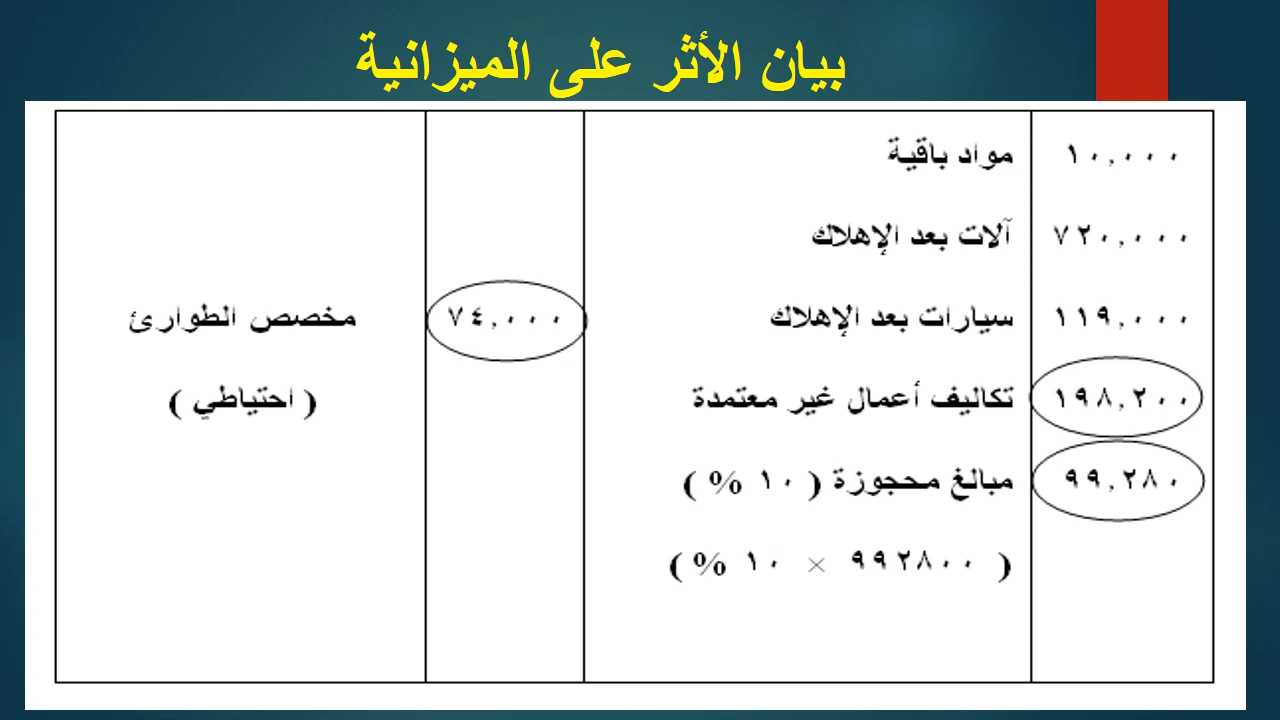 بيان الأثر على الميزانية
١٠,٠٠٠ مواد باقية
٧٢٠,٠٠٠ آلات بعد الإهلاك
١١٩,٠٠٠ سيارات بعد الإهلاك ٧٤,٠٠٠ مخصص الطوارئ
١٩٨,٢٠٠ تكاليف أعمال غير معتمدة ( احتياطي )
٩٩,٢٨٠ مبالغ محجوزة ( ١٠ % )
( ٩٩٢٨٠٠ × ١٠ % )